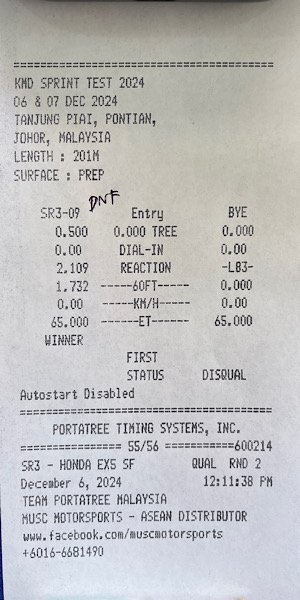 ==========================================
KMD SPRINT TEST 2024
06 & 07 DEC 2024
TANJUNG PIAI, PONTIAN,
JOHOR, MALAYSIA
LENGTH : 201M
SURFACE : PREP
DNF
SR3-09 Entry BYE
0.500 0.000 TREE 0.000
0.00 DIAL-IN 0.00
2.109 REACTION -LB3-
1.732 ------60FT------ 0.000
0.00 ------KM/H------ 0.00
65.000 -------ET------- 65.000
WINNER
FIRST
STATUS DISQUAL
Autostart Disabled
==========================================
PORTATREE TIMING SYSTEMS, INC.
================ 55/56 ===========600214
SR3 - HONDA EX5 SF QUAL RND 2
December 6, 2024 12:11:38 PM
TEAM PORTATREE MALAYSIA
MUSC MOTORSPORTS - ASEAN DISTRIBUTOR
www.facebook.com/muscmotorsports
+6016-6681490